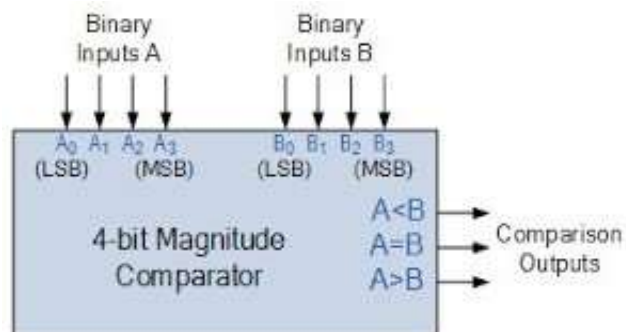 Binary
Inputs A
Binary
Inputs B
A₀ A₁ A₂ A₃
B₀ B₁ B₂ B₃
(LSB) (MSB)
(LSB) (MSB)
A<B
A=B
A>B
4-bit Magnitude
Comparator
Comparison
Outputs